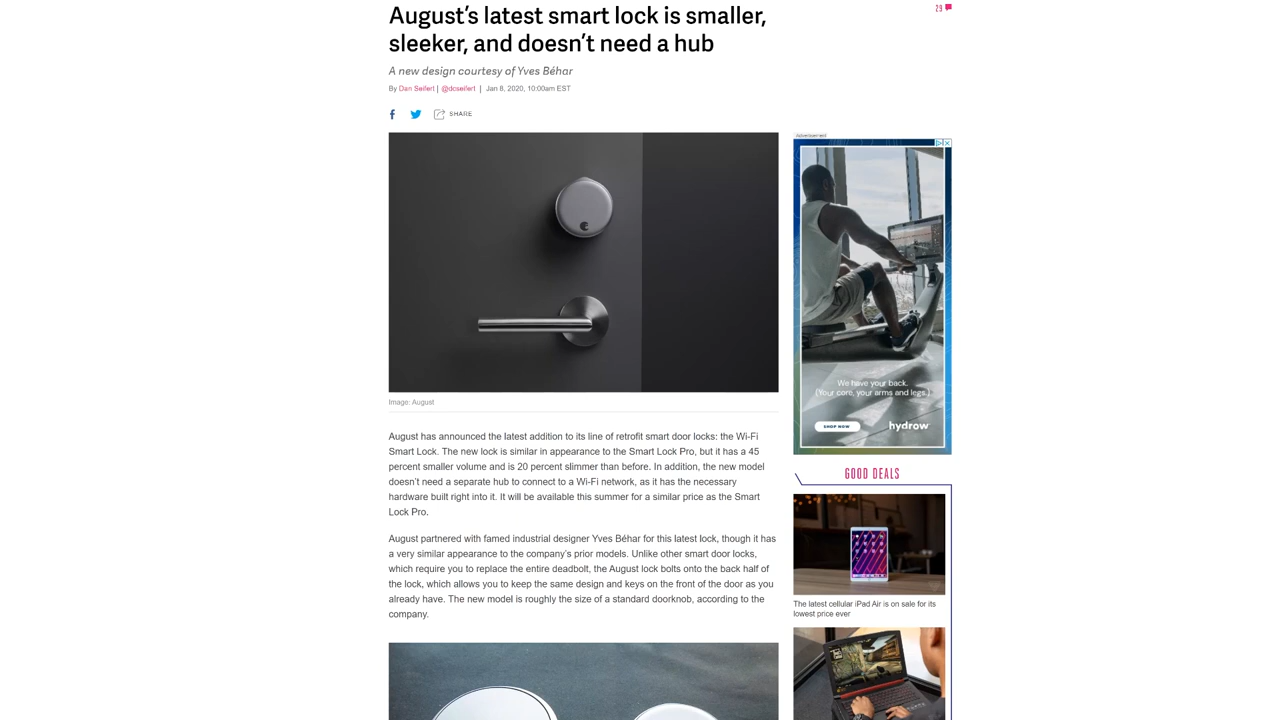 August's latest smart lock is smaller,
sleeker, and doesn't need a hub
29
A new design courtesy of Yves Béhar
By Dan Seifert | @dcseifert | Jan 8, 2020, 10:00am EST
SHARE
Advertisement
We have your back.
(Your core, your arms and legs.)
SHOP NOW
hydrow
Image: August
August has announced the latest addition to its line of retrofit smart door locks: the Wi-Fi
Smart Lock. The new lock is similar in appearance to the Smart Lock Pro, but it has a 45
percent smaller volume and is 20 percent slimmer than before. In addition, the new model
doesn't need a separate hub to connect to a Wi-Fi network, as it has the necessary
hardware built right into it. It will be available this summer for a similar price as the Smart
Lock Pro.
August partnered with famed industrial designer Yves Béhar for this latest lock, though it has
a very similar appearance to the company's prior models. Unlike other smart door locks,
which require you to replace the entire deadbolt, the August lock bolts onto the back half of
the lock, which allows you to keep the same design and keys on the front of the door as you
already have. The new model is roughly the size of a standard doorknob, according to the
company.
GOOD DEALS
The latest cellular iPad Air is on sale for its
lowest price ever